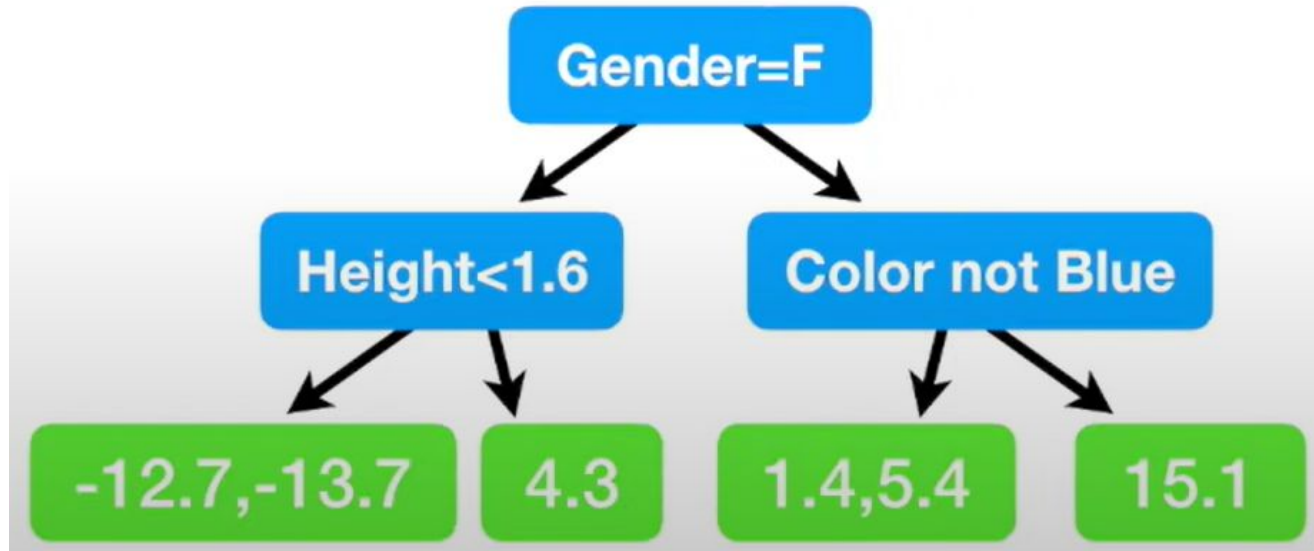 Gender=F
Height<1.6
Color not Blue
-12.7,-13.7
4.3
1.4,5.4
15.1